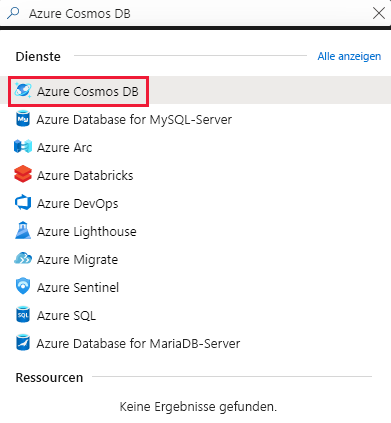 Azure Cosmos DB
Dienste Alle anzeigen
Azure Cosmos DB
Azure Database for MySQL-Server
Azure Arc
Azure Databricks
Azure DevOps
Azure Lighthouse
Azure Migrate
Azure Sentinel
Azure SQL
Azure Database for MariaDB-Server
Ressourcen
Keine Ergebnisse gefunden.